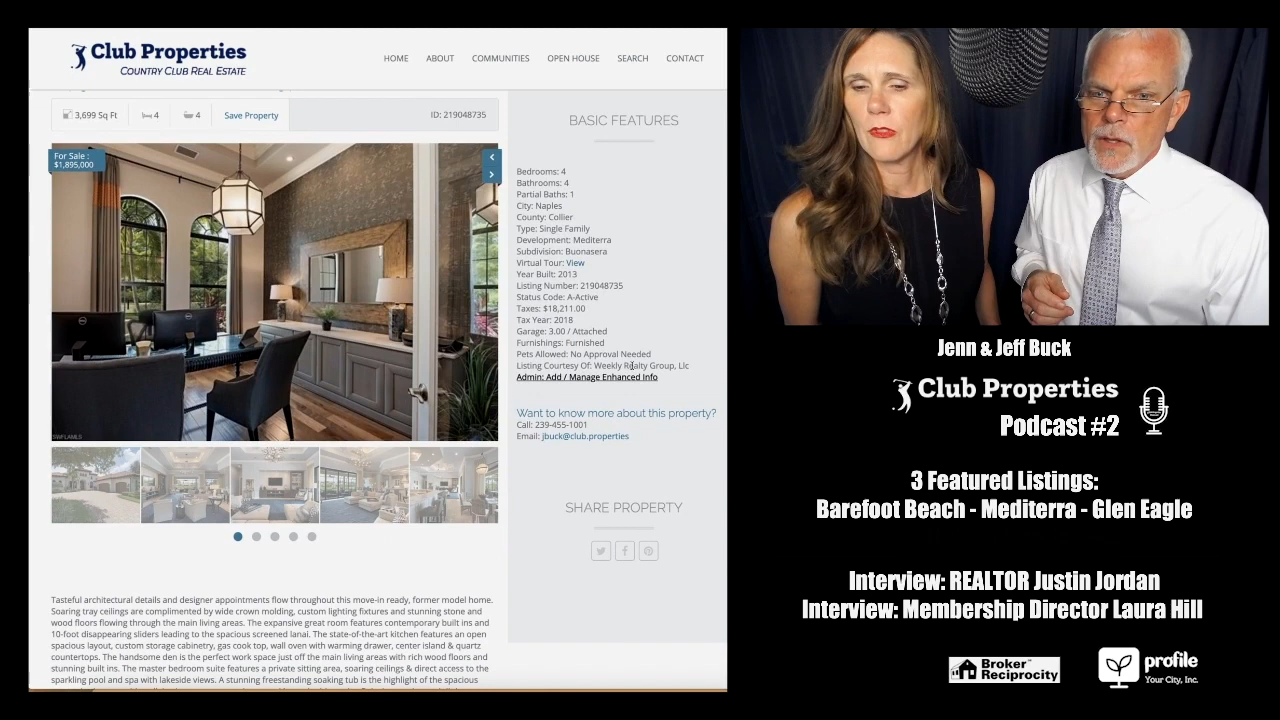 Club Properties
COUNTRY CLUB REAL ESTATE
HOME ABOUT COMMUNITIES OPEN HOUSE SEARCH CONTACT
3,699 Sq Ft 4 4 Save Property ID: 219048735
For Sale :
$1,895,000
SWFLAMLS
Tasteful architectural details and designer appointments flow throughout this move-in ready, former model home.
Soaring tray ceilings are complimented by wide crown molding, custom lighting fixtures and stunning stone and
wood floors flowing through the main living areas. The expansive great room features contemporary built ins and
10-foot disappearing sliders leading to the spacious screened lanai. The state-of-the-art kitchen features an open
spacious layout, custom storage cabinetry, gas cook top, wall oven with warming drawer, center island & quartz
countertops. The handsome den is the perfect work space just off the main living areas with rich wood floors and
stunning built ins. The master bedroom suite features a private sitting area, soaring ceilings & direct access to the
sparkling pool and spa with lakeside views. A stunning freestanding soaking tub is the highlight of the spacious
BASIC FEATURES
Bedrooms: 4
Bathrooms: 4
Partial Baths: 1
City: Naples
County: Collier
Type: Single Family
Development: Mediterra
Subdivision: Buonasera
Virtual Tour: View
Year Built: 2013
Listing Number: 219048735
Status Code: A-Active
Taxes: $18,211.00
Tax Year: 2018
Garage: 3.00 / Attached
Furnishings: Furnished
Pets Allowed: No Approval Needed
Listing Courtesy Of: Weekly Realty Group, Llc
Admin: Add / Manage Enhanced Info
Want to know more about this property?
Call: 239-455-1001
Email: jbuck@club.properties
SHARE PROPERTY
Jenn & Jeff Buck
Club Properties
Podcast #2
3 Featured Listings:
Barefoot Beach - Mediterra - Glen Eagle
Interview: REALTOR Justin Jordan
Interview: Membership Director Laura Hill
Broker™
Reciprocity
profile
Your City, Inc.